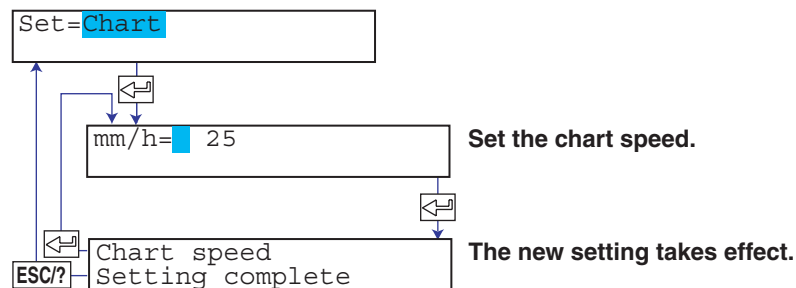 Set=Chart
mm/h= 25
Set the chart speed.
Chart speed
Setting complete
The new setting takes effect.
ESC/?